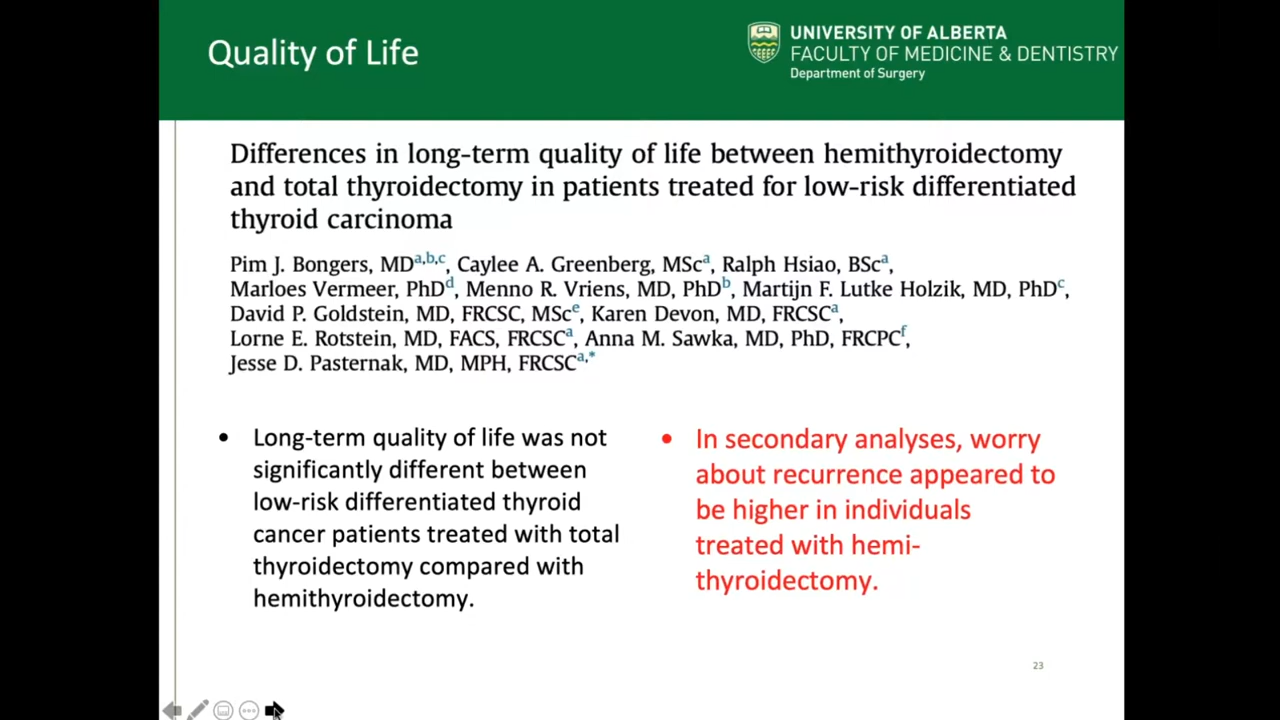 Quality of Life
UNIVERSITY OF ALBERTA
FACULTY OF MEDICINE & DENTISTRY
Department of Surgery
Differences in long-term quality of life between hemithyroidectomy
and total thyroidectomy in patients treated for low-risk differentiated
thyroid carcinoma
Pim J. Bongers, MDa,b,c, Caylee A. Greenberg, MSca, Ralph Hsiao, BSca,
Marloes Vermeer, PhDd, Menno R. Vriens, MD, PhDb, Martijn F. Lutke Holzik, MD, PhDc,
David P. Goldstein, MD, FRCSC, MSce, Karen Devon, MD, FRCSCa,
Lorne E. Rotstein, MD, FACS, FRCSCa, Anna M. Sawka, MD, PhD, FRCPCf,
Jesse D. Pasternak, MD, MPH, FRCSCa,*
• Long-term quality of life was not
significantly different between
low-risk differentiated thyroid
cancer patients treated with total
thyroidectomy compared with
hemithyroidectomy.
• In secondary analyses, worry
about recurrence appeared to
be higher in individuals
treated with hemi-
thyroidectomy.
23